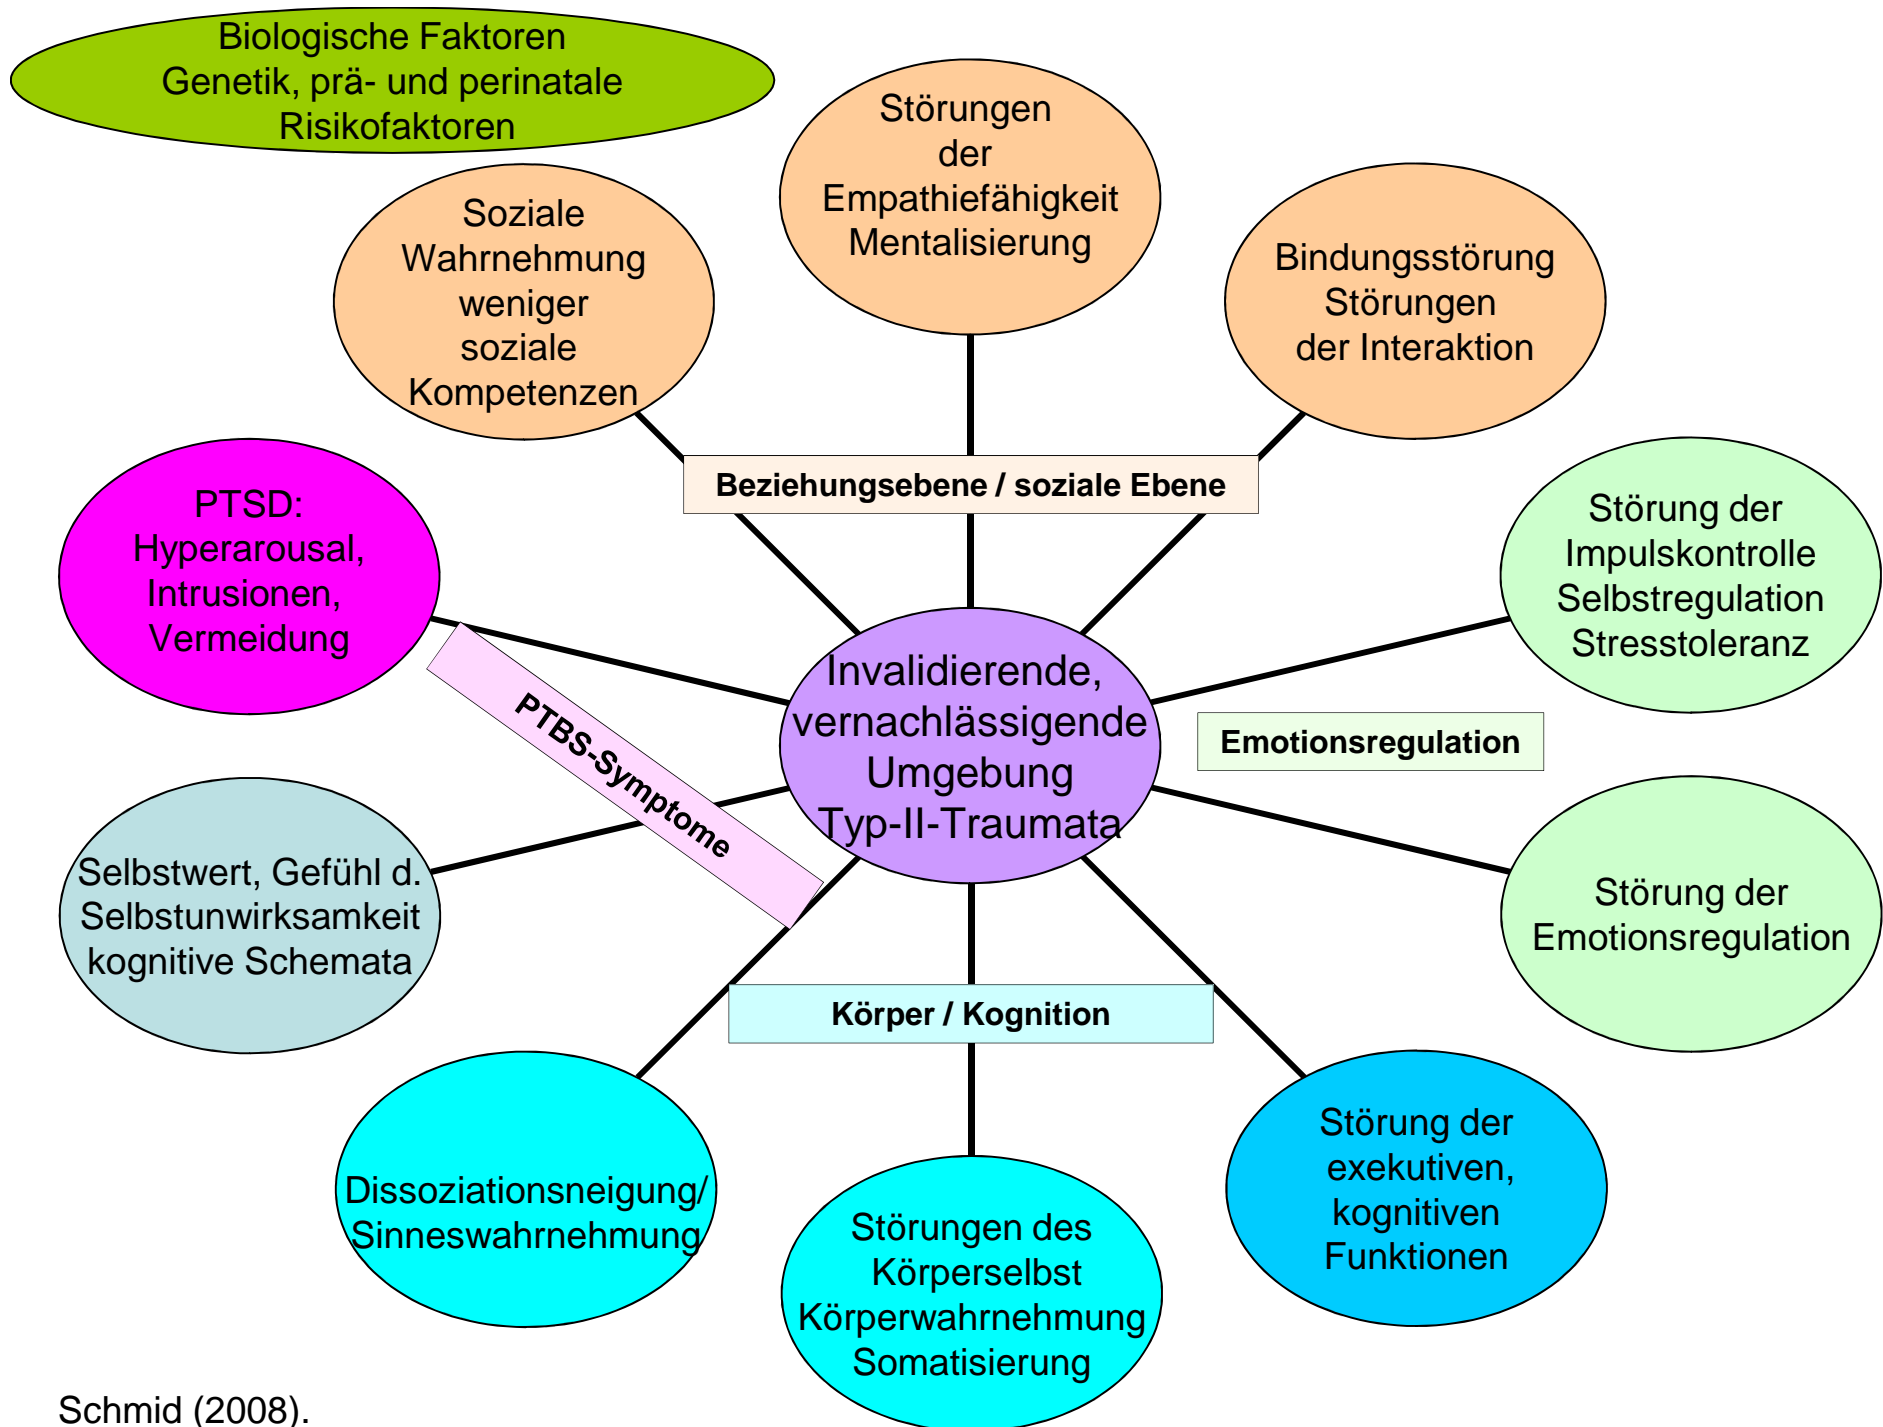 Biologische Faktoren
Genetik, prä- und perinatale
Risikofaktoren
Störungen
der
Empathiefähigkeit
Mentalisierung
Soziale
Wahrnehmung
weniger
soziale
Kompetenzen
Bindungsstörung
Störungen
der Interaktion
Beziehungsebene / soziale Ebene
PTSD:
Hyperarousal,
Intrusionen,
Vermeidung
Störung der
Impulskontrolle
Selbstregulation
Stresstoleranz
PTBS-Symptome
Invalidierende,
vernachlässigende
Umgebung
Typ-II-Traumata
Emotionsregulation
Selbstwert, Gefühl d.
Selbstunwirksamkeit
kognitive Schemata
Störung der
Emotionsregulation
Körper / Kognition
Dissoziationsneigung/
Sinneswahrnehmung
Störungen des
Körperselbst
Körperwahrnehmung
Somatisierung
Störung der
exekutiven,
kognitiven
Funktionen
Schmid (2008).